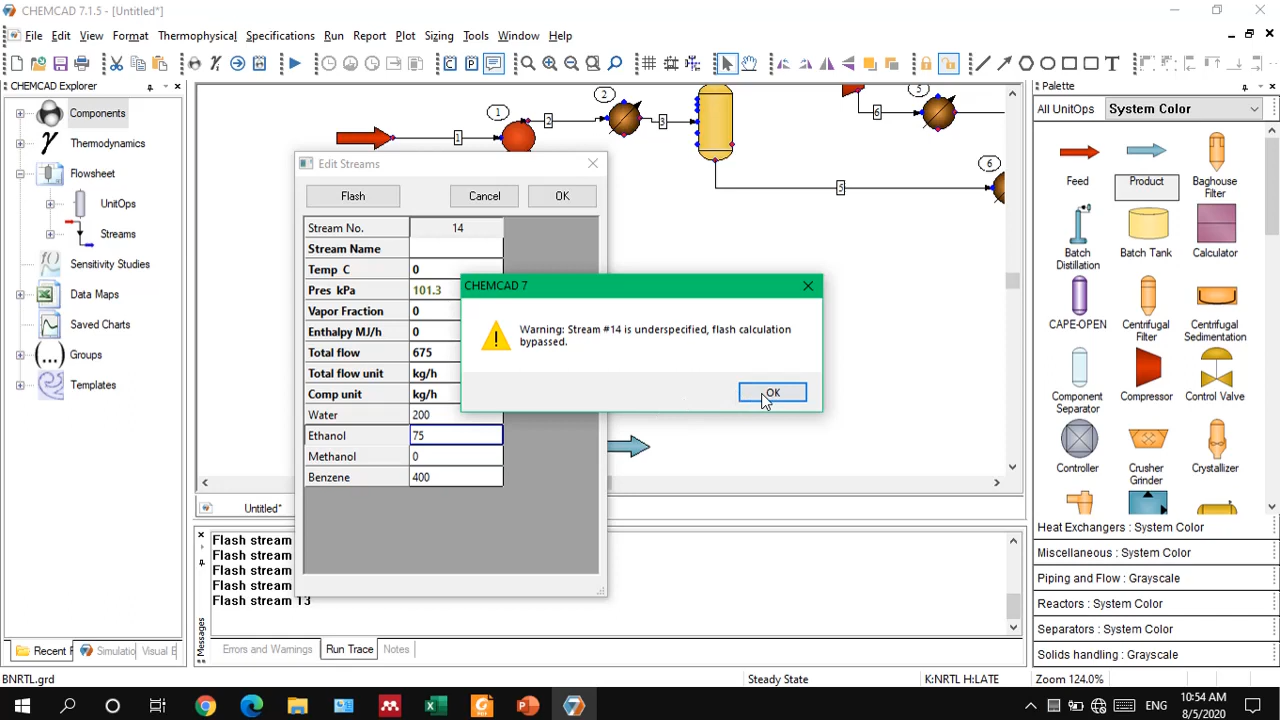 CHEMCAD 7.1.5 - [Untitled*]
File Edit View Format Thermophysical Specifications Run Report Plot Sizing Tools Window Help
CHEMCAD Explorer
Components
Thermodynamics
Flowsheet
UnitOps
Streams
Sensitivity Studies
Data Maps
Saved Charts
Groups
Templates
Simulatio
Visual E
1
1
2
2
3
5
6
5
6
Edit Streams
Flash Cancel OK
Stream No. 14
Stream Name
Temp C 0
Pres kPa 101.3
Vapor Fraction 0
Enthalpy MJ/h 0
Total flow 675
Total flow unit kg/h
Comp unit kg/h
Water 200
Ethanol 75
Methanol 0
Benzene 400
CHEMCAD 7
Warning: Stream #14 is underspecified, flash calculation
bypassed.
OK
Untitled*
Flash stream
Flash stream
Flash stream
Flash stream
Flash stream 13
Messages
Errors and Warnings Run Trace Notes
Palette
All UnitOps System Color
Feed
Product
Baghouse
Filter
Batch
Distillation
Batch Tank
Calculator
CAPE-OPEN
Centrifugal
Filter
Centrifugal
Sedimentation
Component
Separator
Compressor
Control Valve
Controller
Crusher
Grinder
Crystallizer
Heat Exchangers : System Color
Miscellaneous : System Color
Piping and Flow : Grayscale
Reactors : System Color
Separators : System Color
Solids handling : Grayscale
BNRTL.grd
Steady State
K:NRTL H:LATE
Zoom 124.0%
ENG
10:54 AM
8/5/2020